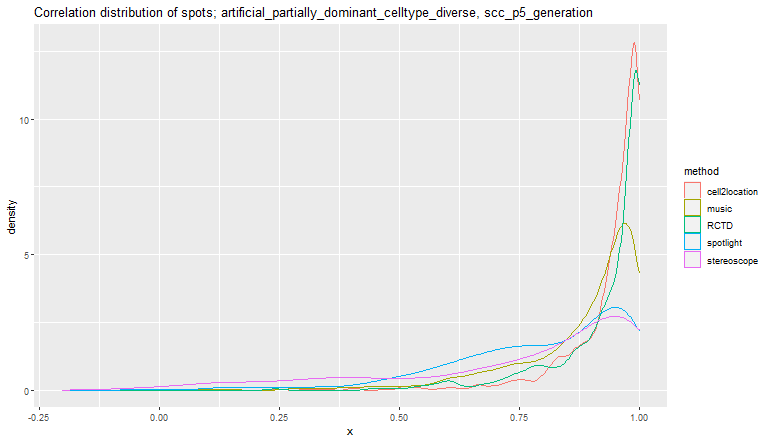 Correlation distribution of spots; artificial_partially_dominant_celltype_diverse, scc_p5_generation
density
10
5
0
-0.25 0.00 0.25 0.50 0.75 1.00
x
method
cell2location
music
RCTD
spotlight
stereoscope